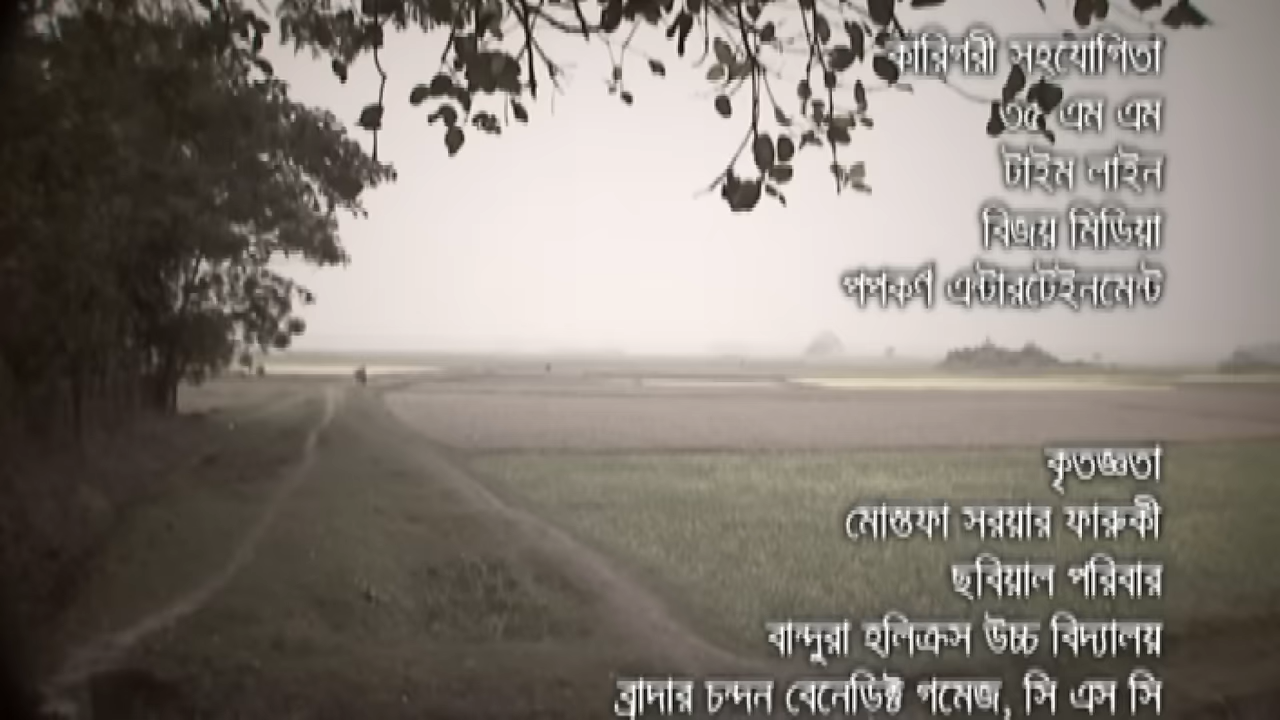 কারিগরী সহযোগিতা
৩৫ এম এম
টাইম লাইন
বিজয় মিডিয়া
পপকর্ণ এন্টারটেইনমেন্ট
কৃতজ্ঞতা
মোস্তফা সরয়ার ফারুকী
ছবিয়াল পরিবার
বান্দুরা হলিক্রস উচ্চ বিদ্যালয়
ব্রাদার চন্দন বেনেডিক্ট গমেজ, সি এস সি